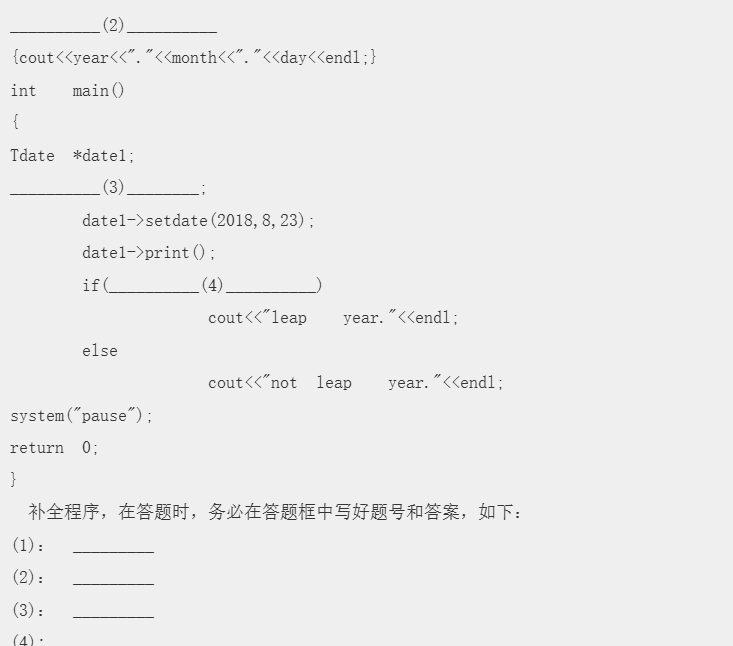 __________(2)__________
{cout<<year<<"."<<month<<"."<<day<<endl;}
int    main()
{
Tdate  *date1;
__________(3)________;
        date1->setdate(2018,8,23);
        date1->print();
        if(__________(4)__________)
                      cout<<"leap    year."<<endl;
        else
                      cout<<"not  leap    year."<<endl;
system("pause");
return  0;
}
  补全程序，在答题时，务必在答题框中写好题号和答案，如下：
(1)：  _________
(2)：  _________
(3)：  _________
(4)：